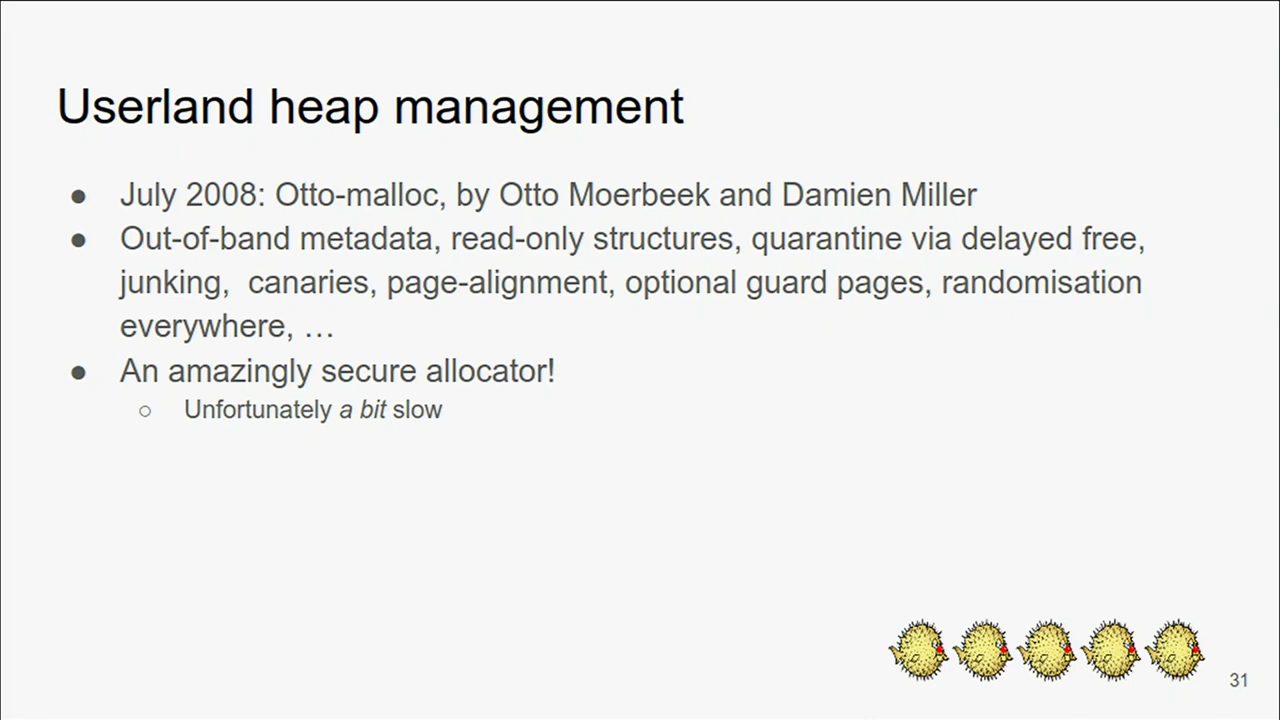 Userland heap management
● July 2008: Otto-malloc, by Otto Moerbeek and Damien Miller
● Out-of-band metadata, read-only structures, quarantine via delayed free,
junking,  canaries, page-alignment, optional guard pages, randomisation
everywhere, …
● An amazingly secure allocator!
○ Unfortunately a bit slow
31